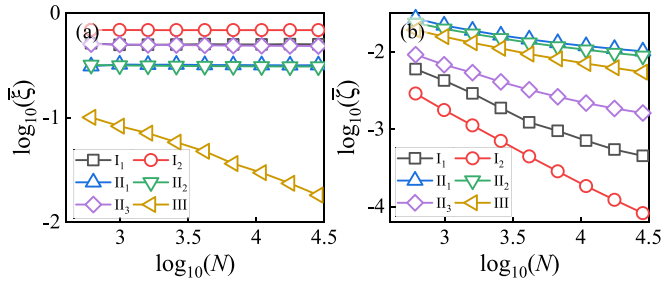 (a)
0
-1
-2
log₁₀(ξ̄)
I₁ I₂
II₁ II₂
II₃ III
3 3.5 4 4.5
log₁₀(N)
(b)
-2
-3
-4
log₁₀(ζ̄)
I₁ I₂
II₁ II₂
II₃ III
3 3.5 4 4.5
log₁₀(N)